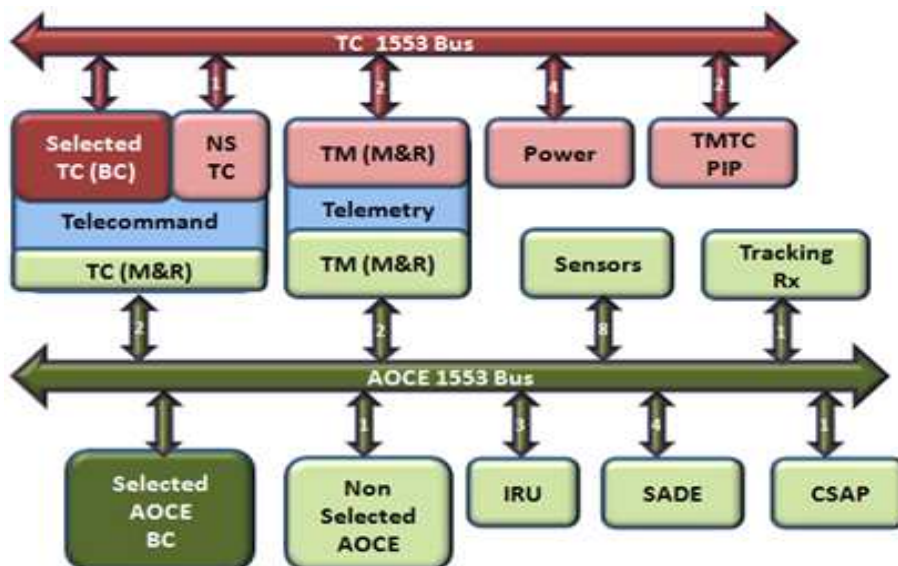 TC 1553 Bus
1
2
4
2
Selected
TC (BC)
NS
TC
TM (M&R)
Power
TMTC
PIP
Telecommand
Telemetry
TC (M&R)
TM (M&R)
Sensors
Tracking
Rx
2
2
8
1
AOCE 1553 Bus
1
3
4
1
Selected
AOCE
BC
Non
Selected
AOCE
IRU
SADE
CSAP